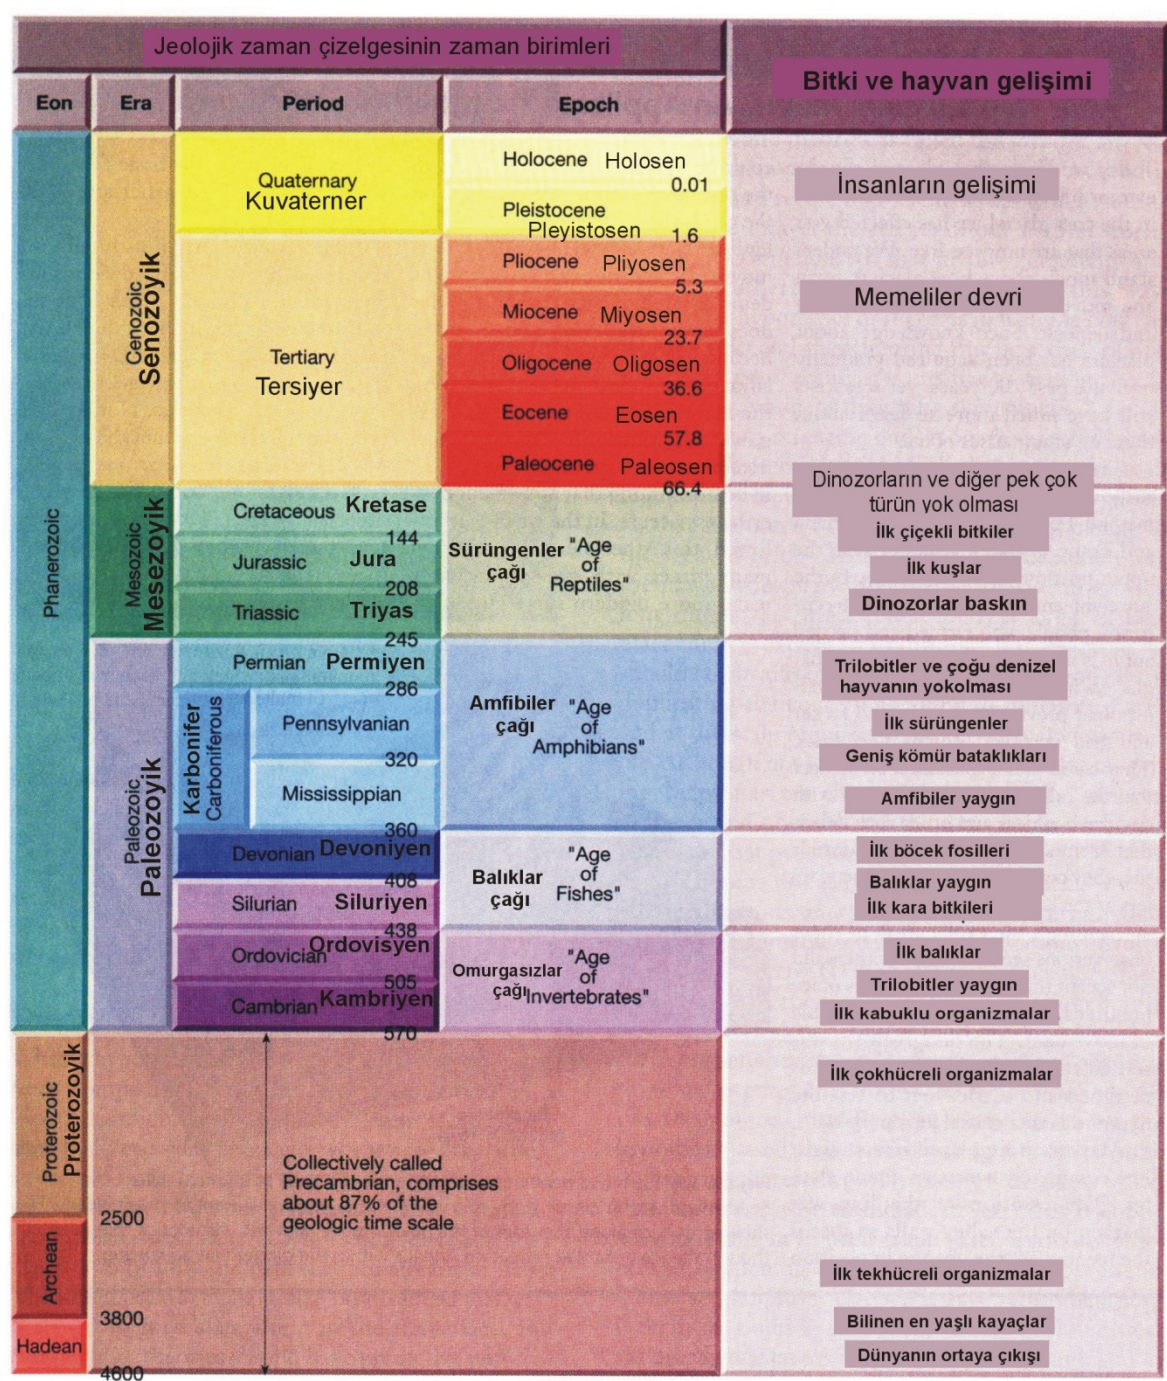 Jeolojik zaman çizelgesinin zaman birimleri
Bitki ve hayvan gelişimi
Eon
Era
Period
Epoch
Phanerozoic
Cenozoic
Senozoyik
Quaternary
Kuvaterner
Holocene Holosen
0.01
Pleistocene
Pleyistosen
1.6
İnsanların gelişimi
Tertiary
Tersiyer
Pliocene Pliyosen
5.3
Miocene Miyosen
23.7
Oligocene Oligosen
36.6
Eocene Eosen
57.8
Paleocene Paleosen
66.4
Memeliler devri
Dinozorların ve diğer pek çok
türün yok olması
Mesozoic
Mesezoyik
Cretaceous Kretase
144
Jurassic Jura
208
Triassic Triyas
245
Sürüngenler
çağı
"Age
of
Reptiles"
İlk çiçekli bitkiler
İlk kuşlar
Dinozorlar baskın
Paleozoic
Paleozoyik
Permian Permiyen
286
Karbonifer
Carboniferous
Pennsylvanian
320
Mississippian
360
Amfibiler
çağı
"Age
of
Amphibians"
Trilobitler ve çoğu denizel
hayvanın yokolması
İlk sürüngenler
Geniş kömür bataklıkları
Amfibiler yaygın
Devonian Devoniyen
408
Silurian Siluriyen
438
Balıklar
çağı
"Age
of
Fishes"
İlk böcek fosilleri
Balıklar yaygın
İlk kara bitkileri
Ordovician Ordovisyen
505
Cambrian Kambriyen
570
Omurgasızlar
çağı
"Age
of
Invertebrates"
İlk balıklar
Trilobitler yaygın
İlk kabuklu organizmalar
Proterozoic
Proterozoyik
2500
Archean
3800
Hadean
4600
Collectively called
Precambrian, comprises
about 87% of the
geologic time scale
İlk çokhücreli organizmalar
İlk tekhücreli organizmalar
Bilinen en yaşlı kayaçlar
Dünyanın ortaya çıkışı